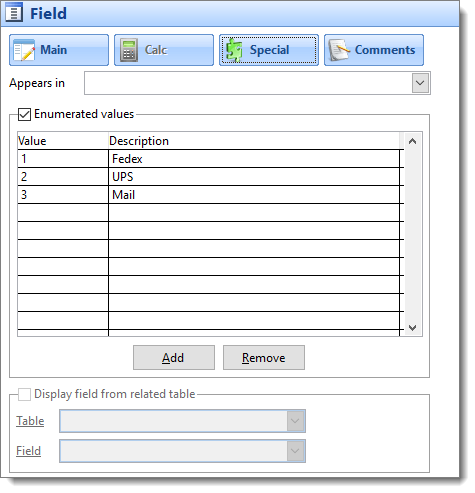 Field
Main Calc Special Comments
Appears in
Enumerated values
Value Description
1 Fedex
2 UPS
3 Mail
Add Remove
Display field from related table
Table
Field